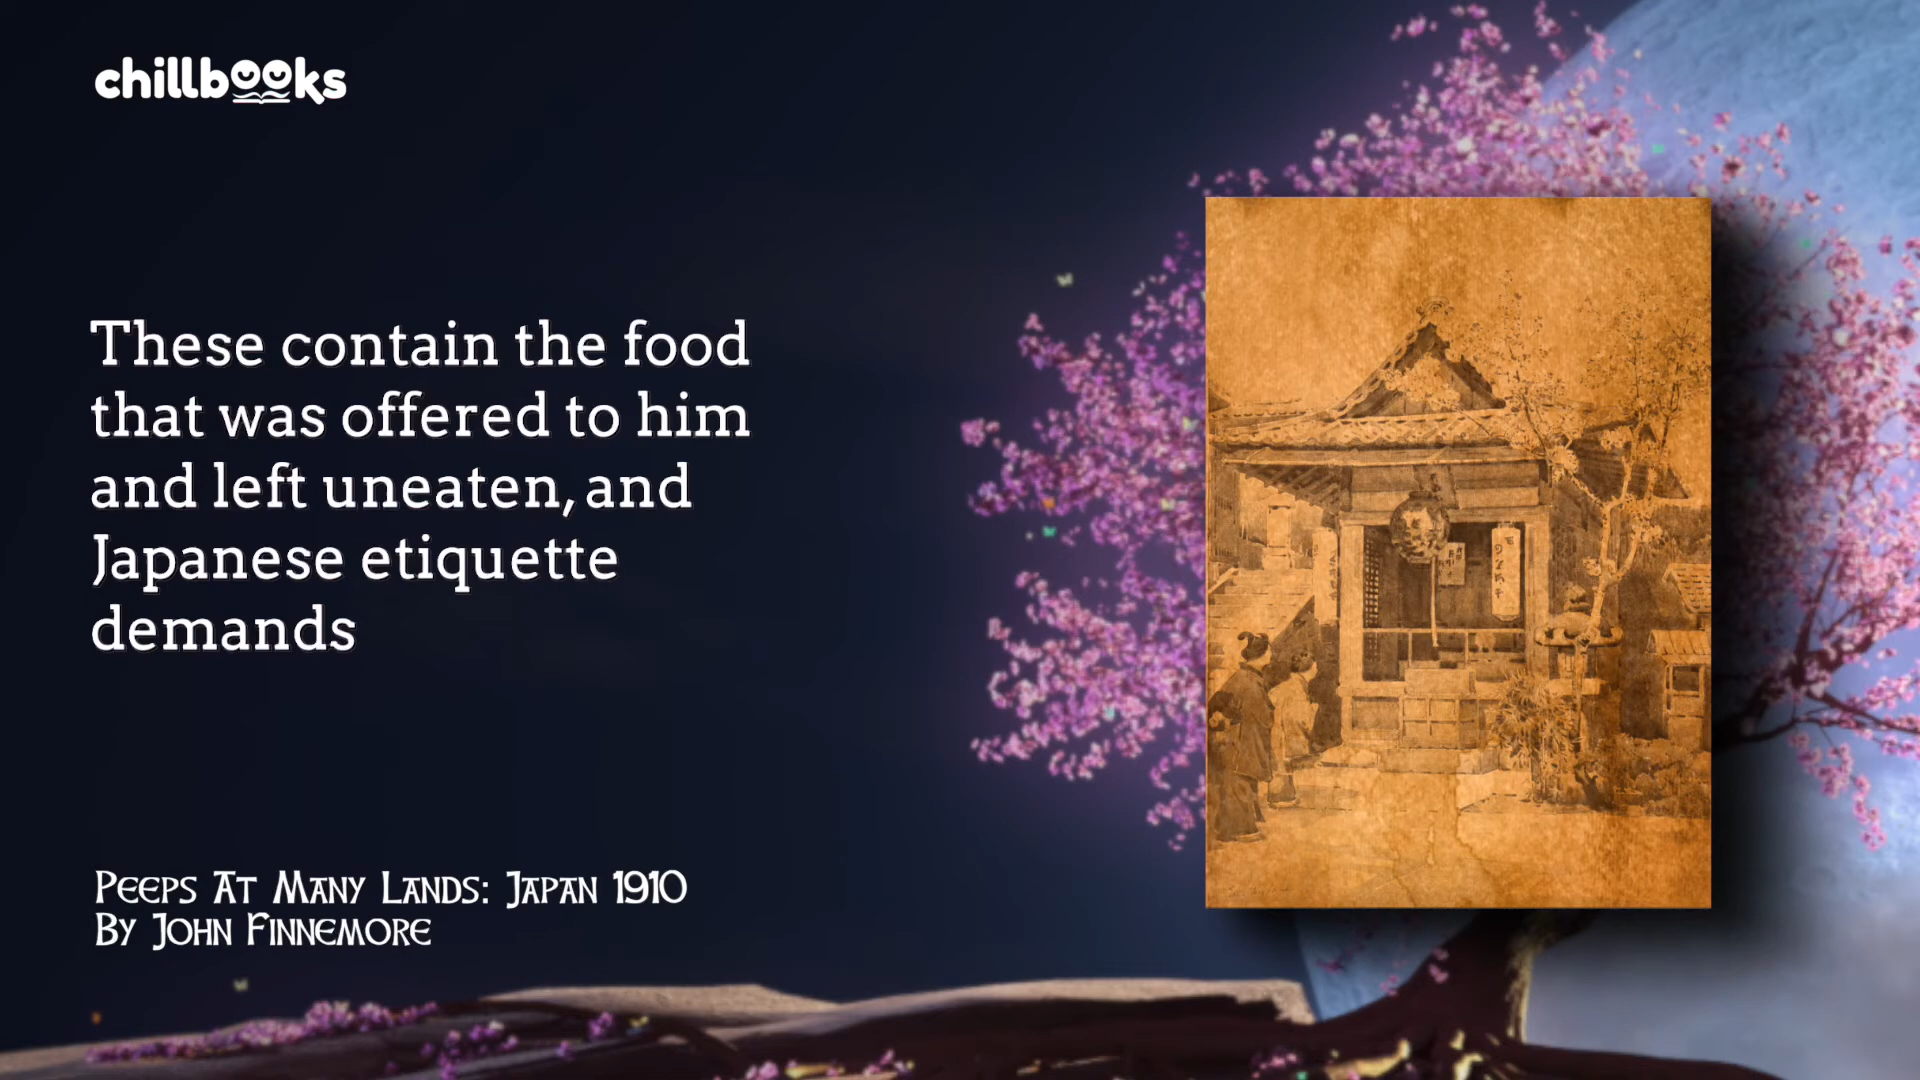 chillbooks
These contain the food
that was offered to him
and left uneaten, and
Japanese etiquette
demands
Peeps At Many Lands: Japan 1910
By John Finnemore